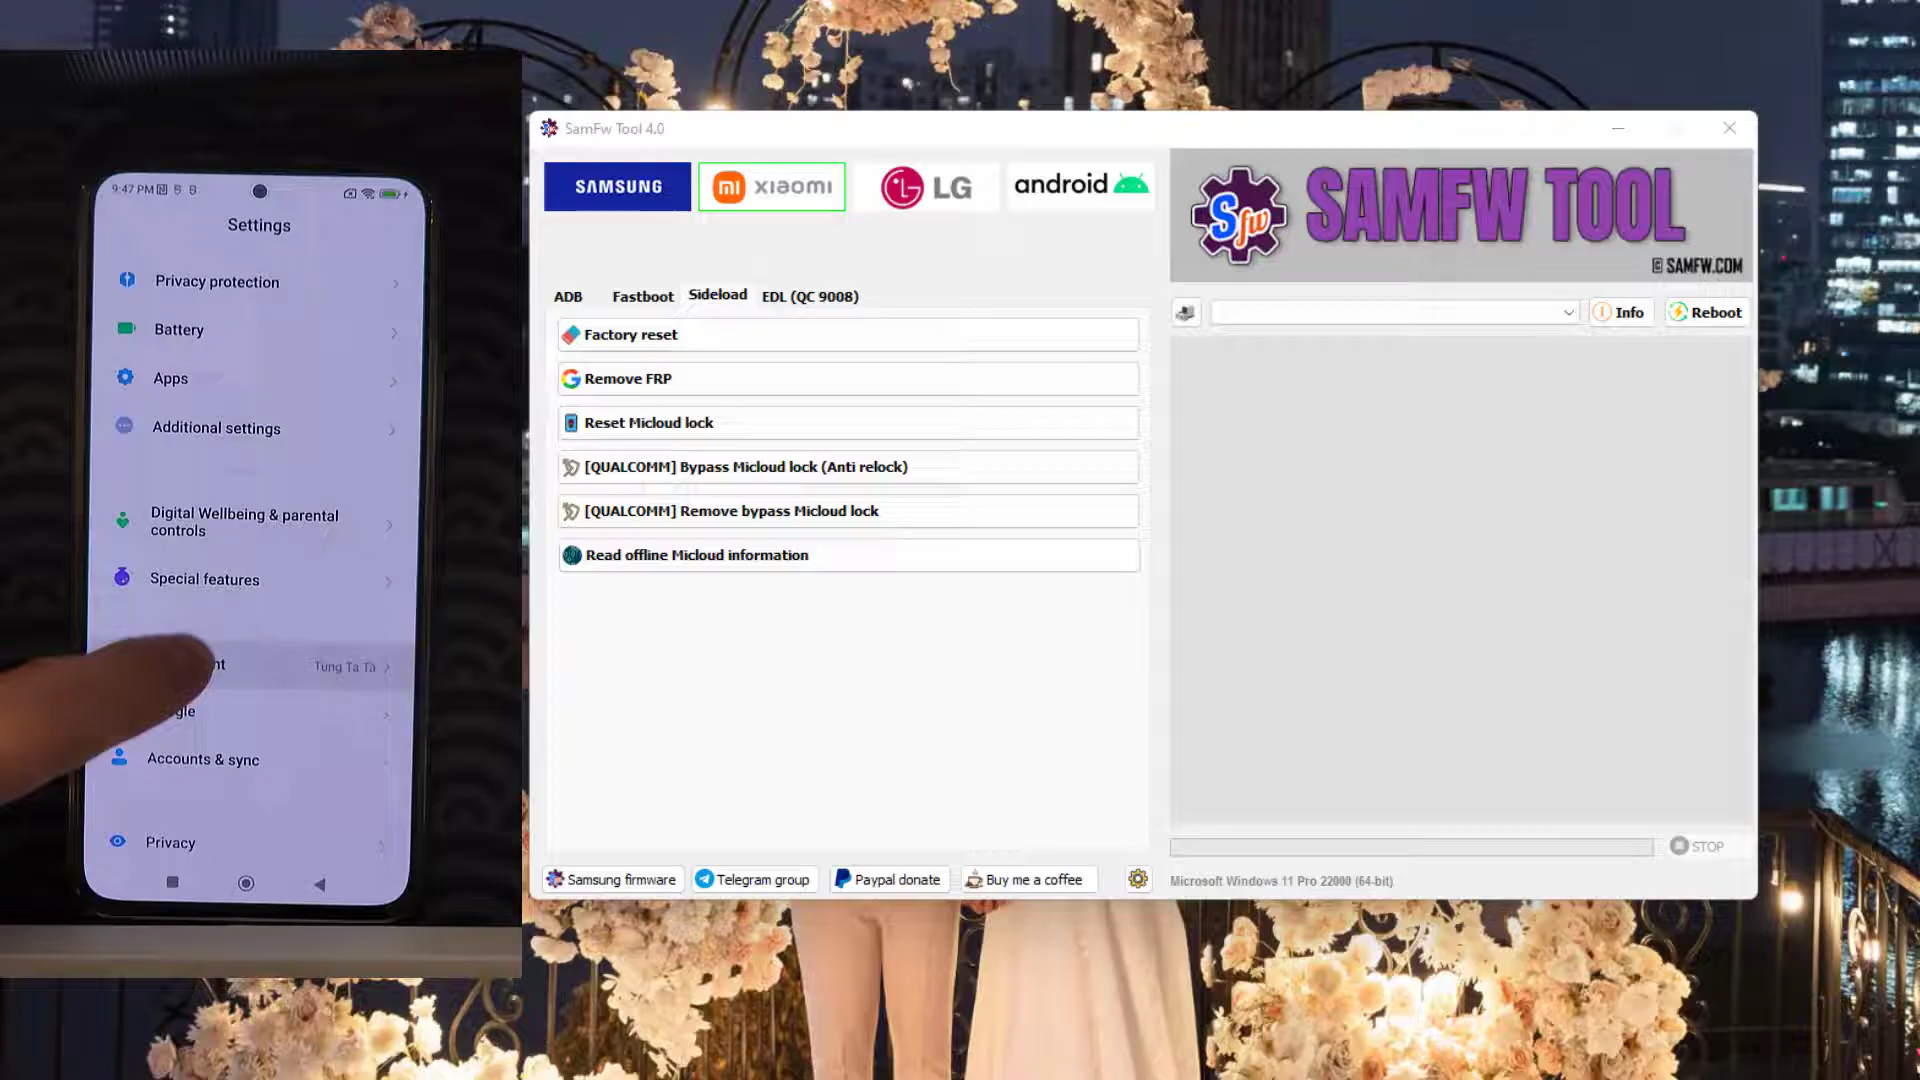 9:47 PM
Settings
Privacy protection
Battery
Apps
Additional settings
Digital Wellbeing & parental
controls
Special features
nt
Tung Ta Ta
gle
Accounts & sync
Privacy
SamFw Tool 4.0
SAMSUNG
mi xiaomi
LG
android
ADB
Fastboot
Sideload
EDL (QC 9008)
Factory reset
Remove FRP
Reset Micloud lock
[QUALCOMM] Bypass Micloud lock (Anti relock)
[QUALCOMM] Remove bypass Micloud lock
Read offline Micloud information
Samsung firmware
Telegram group
Paypal donate
Buy me a coffee
Sfw
SAMFW TOOL
© SAMFW.COM
Info
Reboot
STOP
Microsoft Windows 11 Pro 22000 (64-bit)